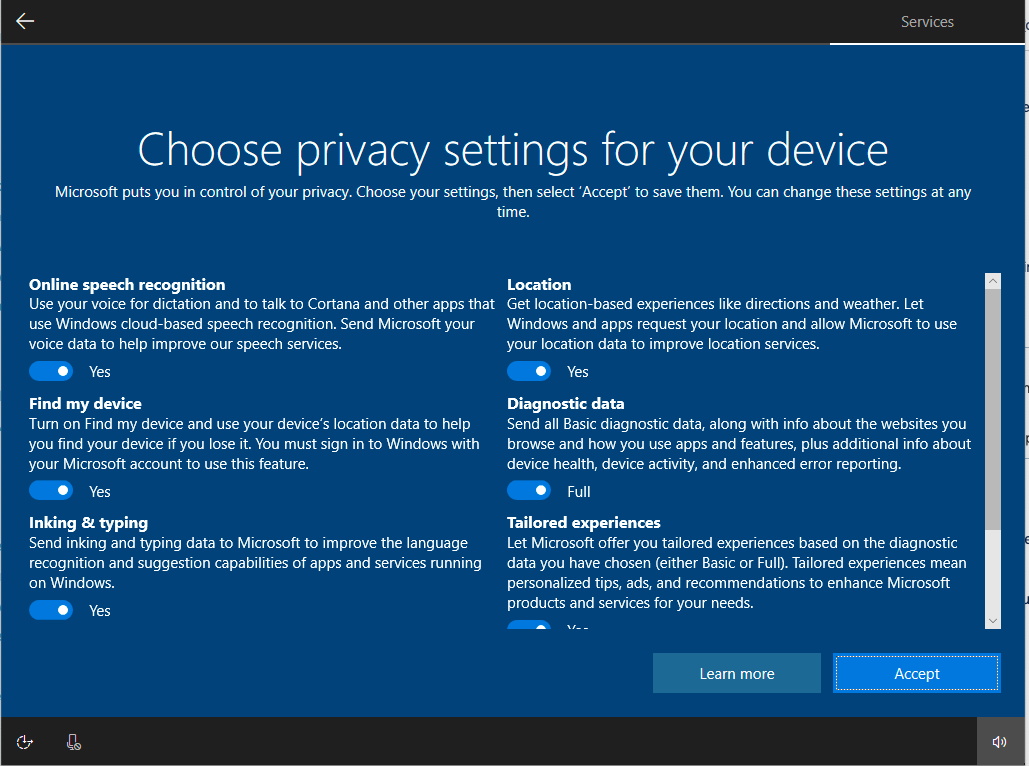 Services
Choose privacy settings for your device
Microsoft puts you in control of your privacy. Choose your settings, then select ‘Accept’ to save them. You can change these settings at any
time.
Online speech recognition
Use your voice for dictation and to talk to Cortana and other apps that
use Windows cloud-based speech recognition. Send Microsoft your
voice data to help improve our speech services.
Yes
Find my device
Turn on Find my device and use your device’s location data to help
you find your device if you lose it. You must sign in to Windows with
your Microsoft account to use this feature.
Yes
Inking & typing
Send inking and typing data to Microsoft to improve the language
recognition and suggestion capabilities of apps and services running
on Windows.
Yes
Location
Get location-based experiences like directions and weather. Let
Windows and apps request your location and allow Microsoft to use
your location data to improve location services.
Yes
Diagnostic data
Send all Basic diagnostic data, along with info about the websites you
browse and how you use apps and features, plus additional info about
device health, device activity, and enhanced error reporting.
Full
Tailored experiences
Let Microsoft offer you tailored experiences based on the diagnostic
data you have chosen (either Basic or Full). Tailored experiences mean
personalized tips, ads, and recommendations to enhance Microsoft
products and services for your needs.
Learn more
Accept